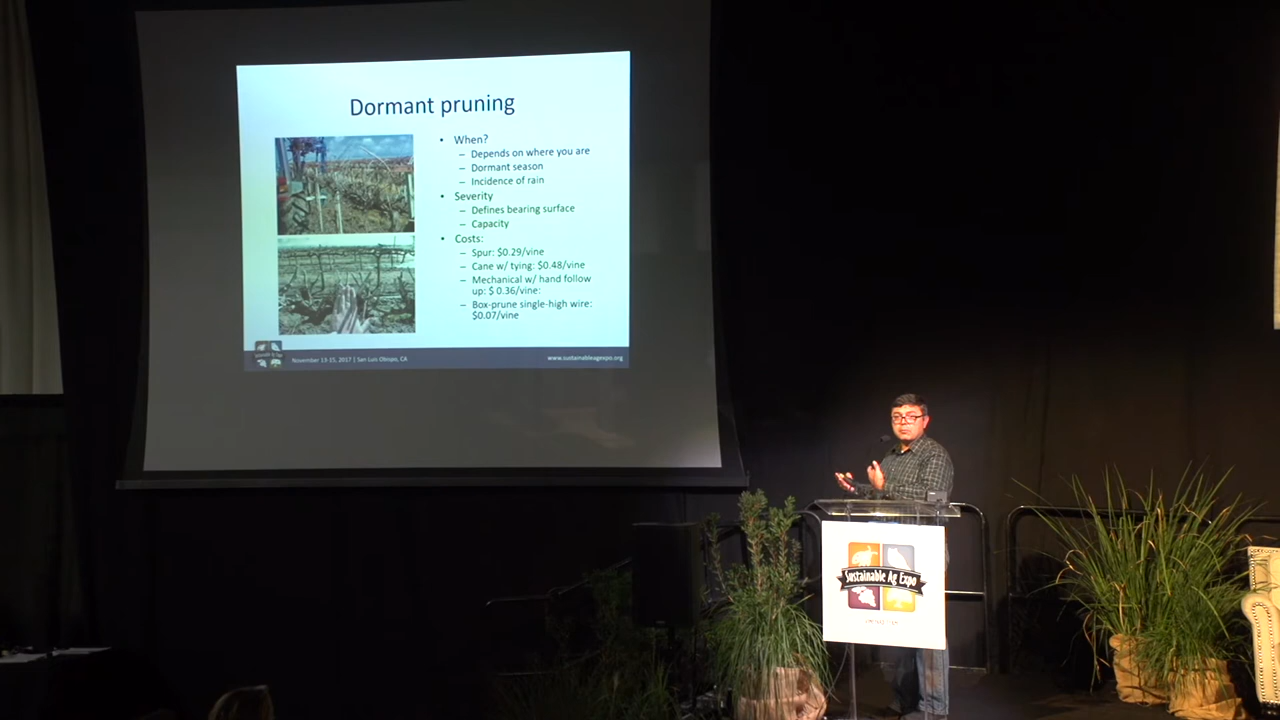 Dormant pruning
• When?
– Depends on where you are
– Dormant season
– Incidence of rain
• Severity
– Defines bearing surface
– Capacity
• Costs:
– Spur: $0.29/vine
– Cane w/ tying: $0.48/vine
– Mechanical w/ hand follow
up: $ 0.36/vine:
– Box-prune single-high wire:
$0.07/vine
November 13-15, 2017 | San Luis Obispo, CA
www.sustainableagexpo.org
Sustainable Ag Expo